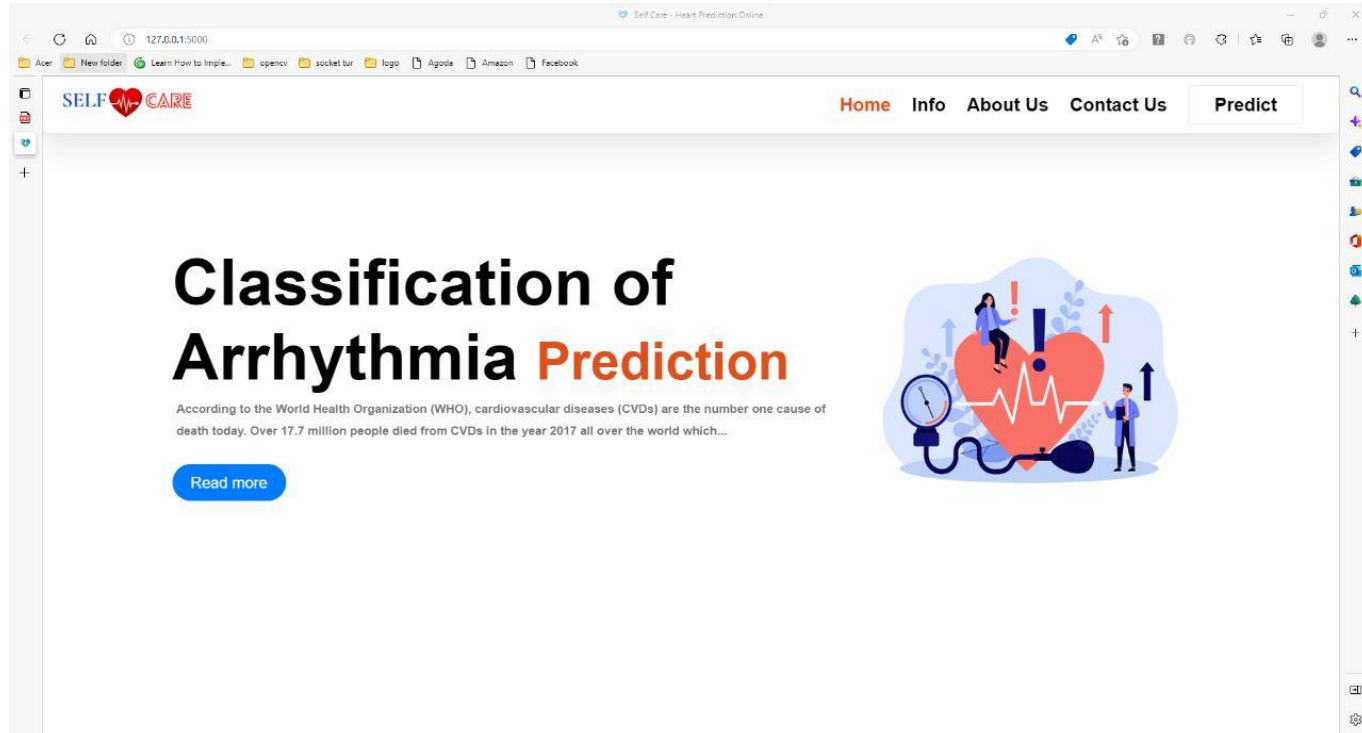 Self Care - Heart Prediction Online
127.0.0.1:5000
Acer New folder Learn How to Imple... opencv socket tur logo Agoda Amazon Facebook
SELF CARE Home Info About Us Contact Us Predict
Classification of
Arrhythmia Prediction
According to the World Health Organization (WHO), cardiovascular diseases (CVDs) are the number one cause of
death today. Over 17.7 million people died from CVDs in the year 2017 all over the world which...
Read more